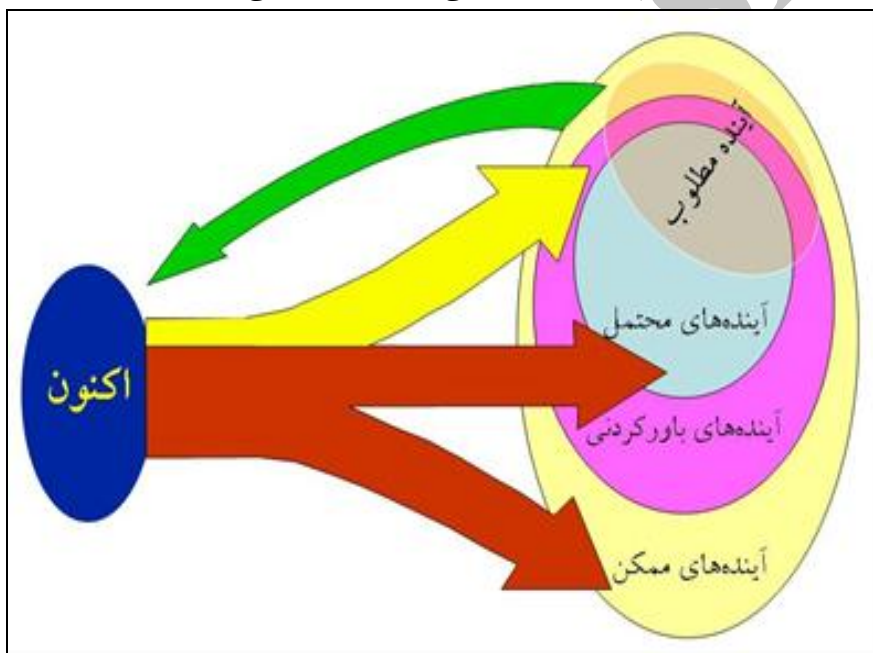 آینده مطلوب
آینده‌های محتمل
اکنون
آینده‌های باورکردنی
آینده‌های ممکن